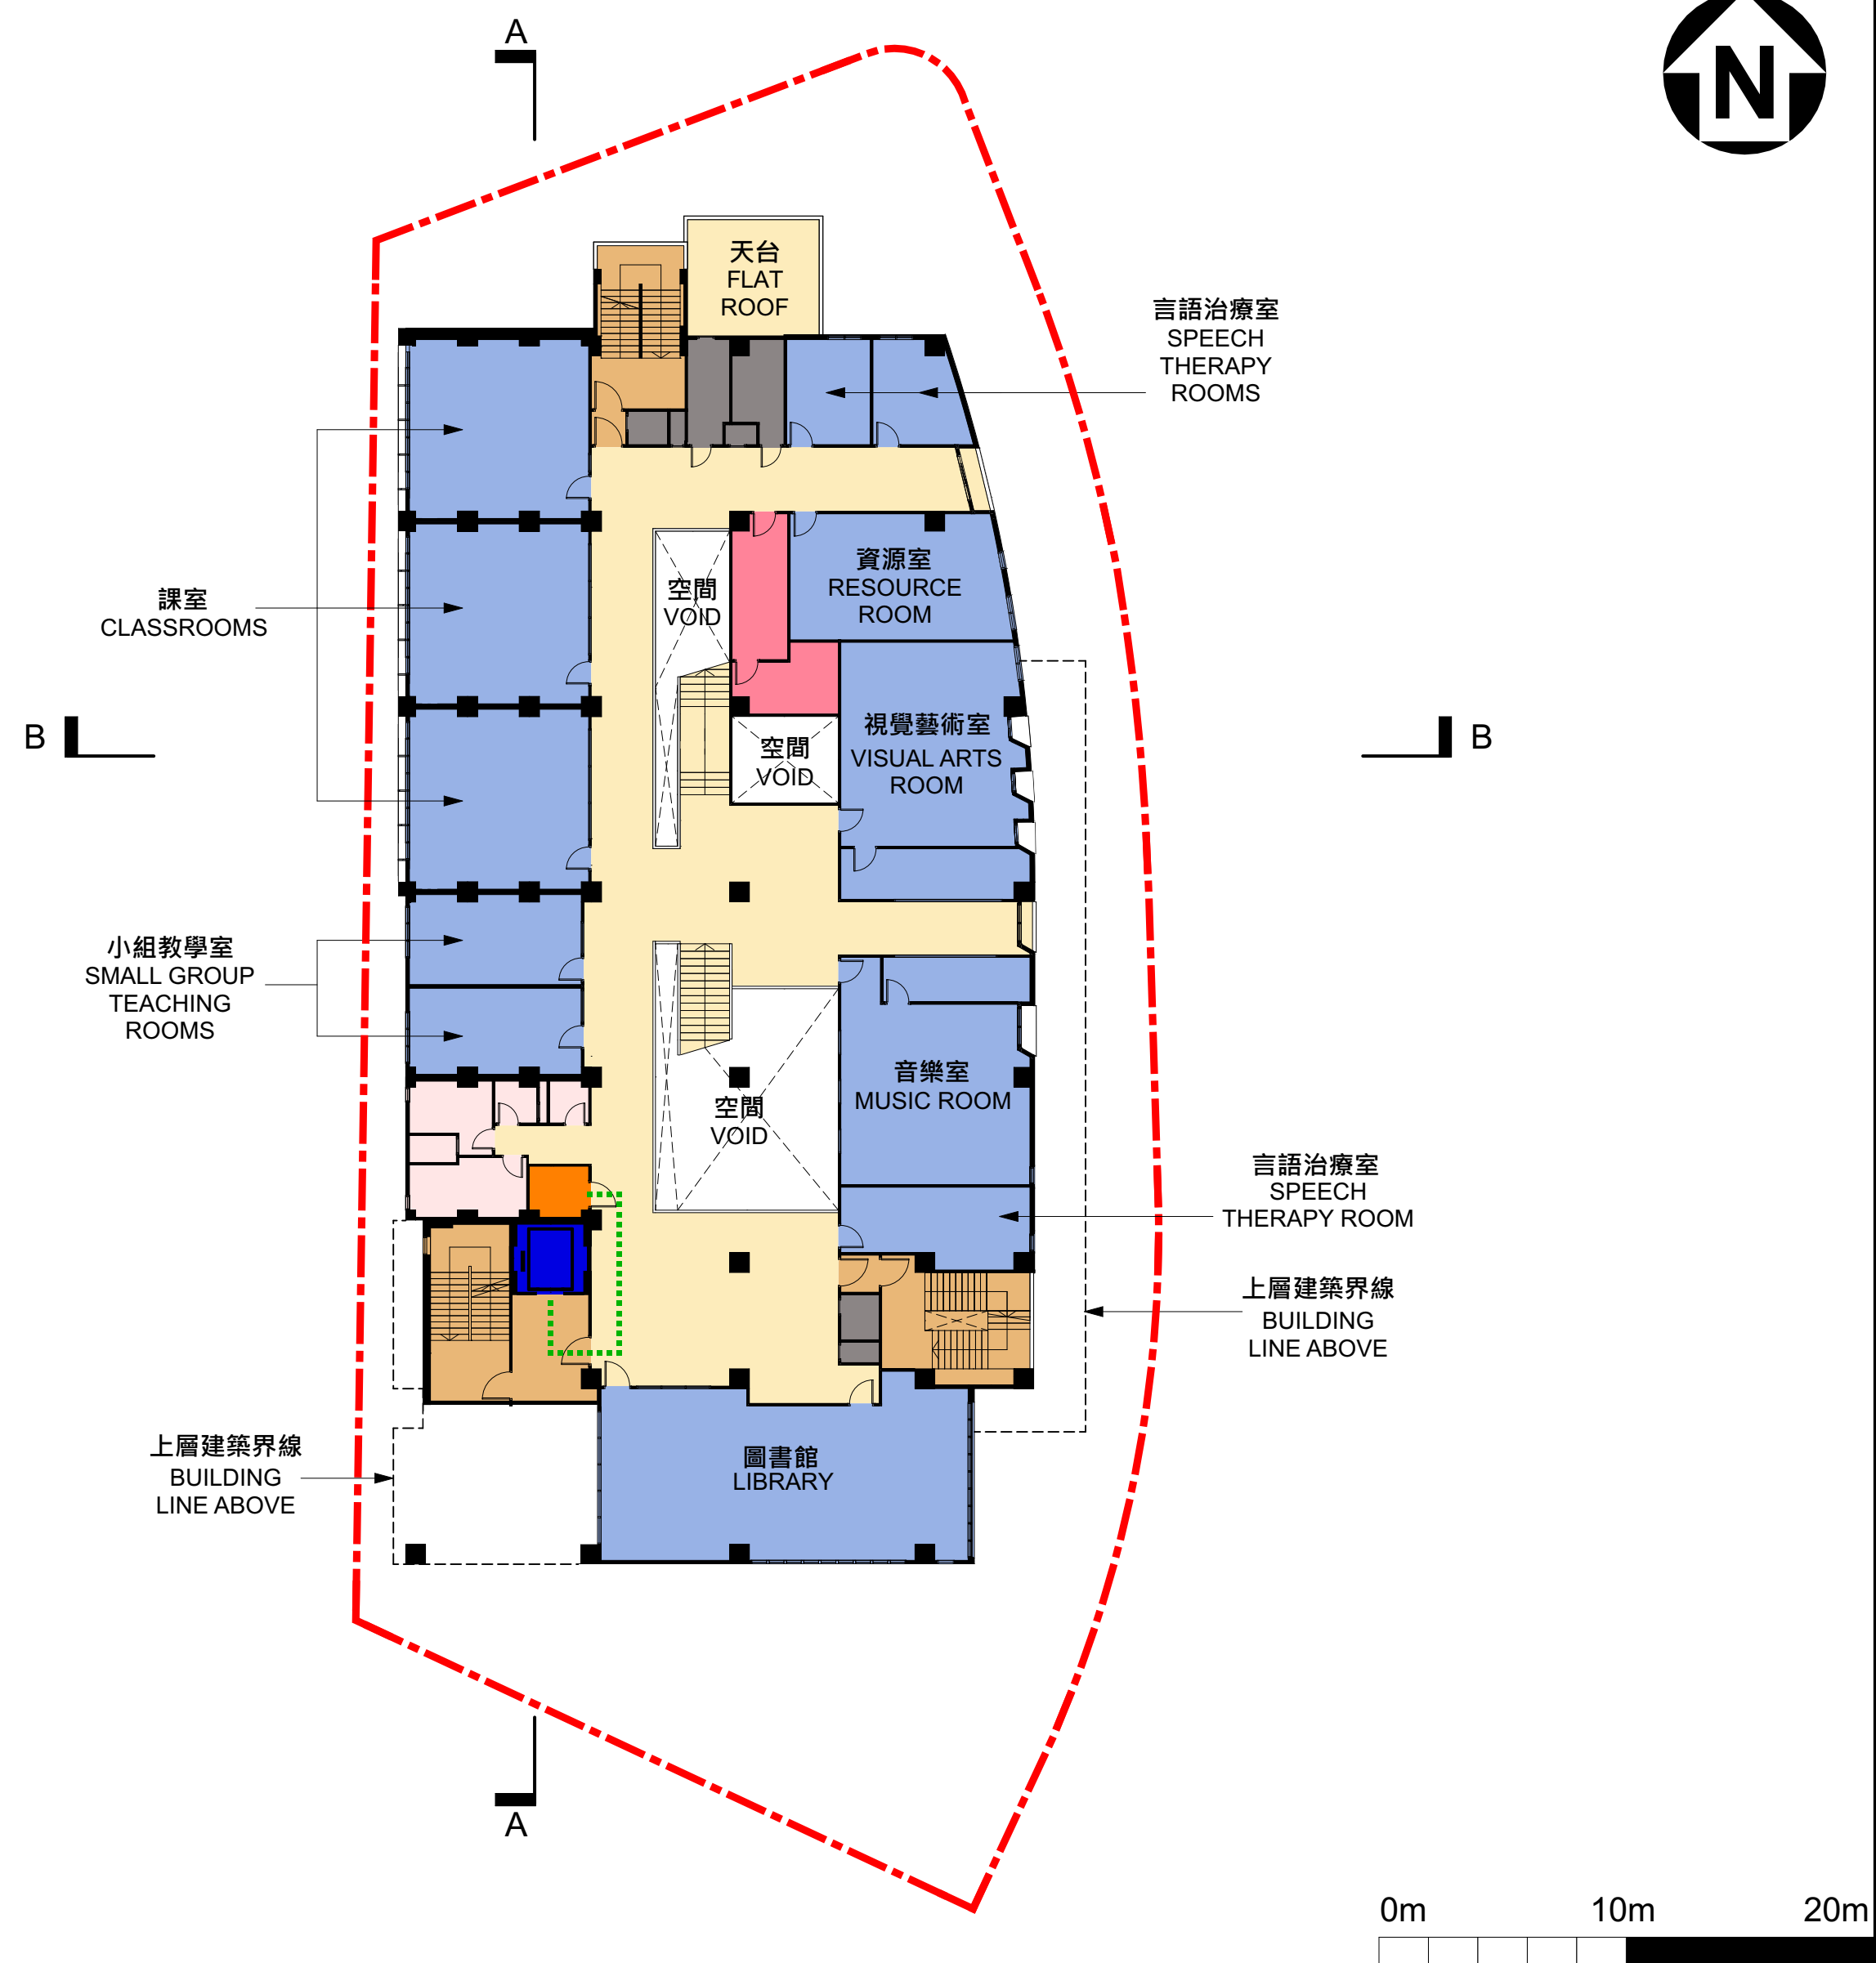 A
N
天台
FLAT
ROOF
言語治療室
SPEECH
THERAPY
ROOMS
課室
CLASSROOMS
空間
VOID
資源室
RESOURCE
ROOM
B
空間
VOID
視覺藝術室
VISUAL ARTS
ROOM
B
小組教學室
SMALL GROUP
TEACHING
ROOMS
空間
VOID
音樂室
MUSIC ROOM
言語治療室
SPEECH
THERAPY ROOM
上層建築界線
BUILDING
LINE ABOVE
上層建築界線
BUILDING
LINE ABOVE
圖書館
LIBRARY
A
0m 10m 20m